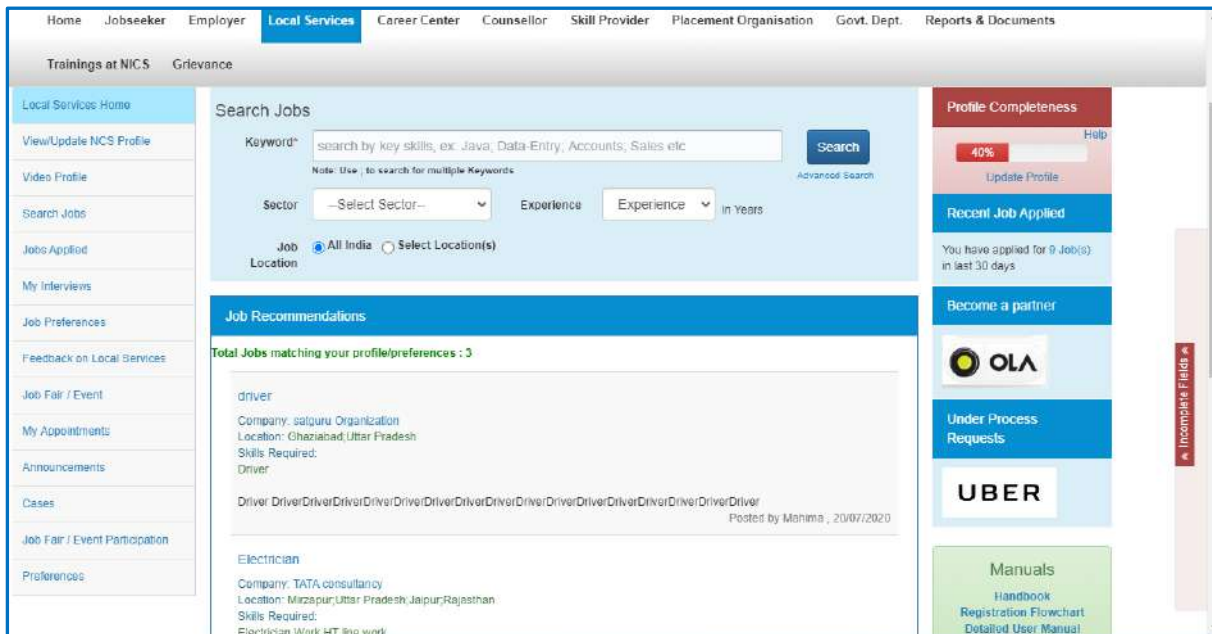 Home Jobseeker Employer Local Services Career Center Counsellor Skill Provider Placement Organisation Govt. Dept. Reports & Documents
Trainings at NICS Grievance
Local Services Home
View/Update NCS Profile
Video Profile
Search Jobs
Jobs Applied
My Interviews
Job Preferences
Feedback on Local Services
Job Fair / Event
My Appointments
Announcements
Cases
Job Fair / Event Participation
Preferences
Search Jobs
Keyword* search by key skills, ex: Java; Data-Entry; Accounts; Sales etc Search
Note: Use ; to search for multiple Keywords Advanced Search
Sector --Select Sector-- Experience Experience in Years
Job Location All India Select Location(s)
Job Recommendations
Total Jobs matching your profile/preferences : 3
driver
Company: satguru Organization
Location: Ghaziabad;Uttar Pradesh
Skills Required:
Driver
Driver DriverDriverDriverDriverDriverDriverDriverDriverDriverDriverDriverDriverDriverDriverDriverDriver
Posted by Mahima , 20/07/2020
Electrician
Company: TATA consultancy
Location: Mirzapur;Uttar Pradesh;Jaipur;Rajasthan
Skills Required:
Electrician Work HT line work
Profile Completeness
Help
40%
Update Profile
Recent Job Applied
You have applied for 9 Job(s)
in last 30 days
Become a partner
OLA
Under Process
Requests
UBER
Manuals
Handbook
Registration Flowchart
Detailed User Manual
« Incomplete Fields «